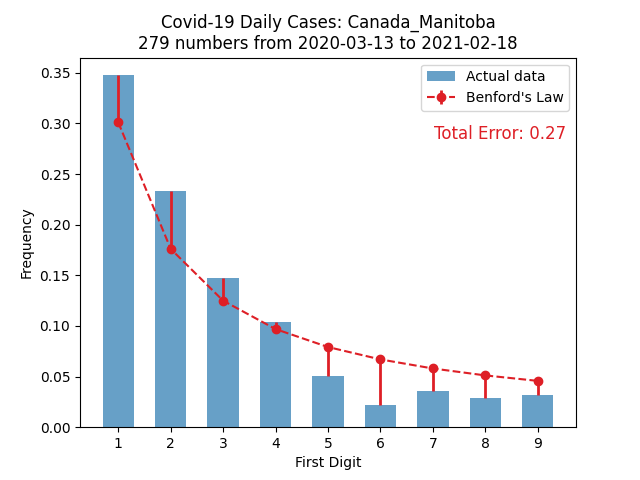 Covid-19 Daily Cases: Canada_Manitoba
279 numbers from 2020-03-13 to 2021-02-18
Actual data
Benford's Law
Total Error: 0.27
Frequency
0.35
0.30
0.25
0.20
0.15
0.10
0.05
0.00
1 2 3 4 5 6 7 8 9
First Digit